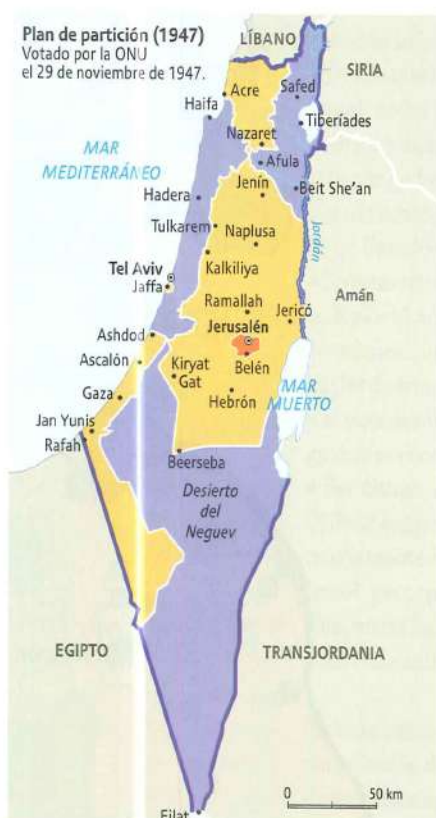 Plan de partición (1947)
Votado por la ONU
el 29 de noviembre de 1947.
LÍBANO
SIRIA
Acre
Safed
Haifa
Tiberíades
Nazaret
MAR
MEDITERRÁNEO
Afula
Jenín
Beit She'an
Hadera
Jordán
Tulkarem
Naplusa
Tel Aviv
Kalkiliya
Jaffa
Ramallah
Jericó
Amán
Jerusalén
Ashdod
Ascalón
Kiryat
Gat
Belén
MAR
MUERTO
Gaza
Hebrón
Jan Yunis
Rafah
Beerseba
Desierto
del
Neguev
EGIPTO
TRANSJORDANIA
0 50 km
Eilat